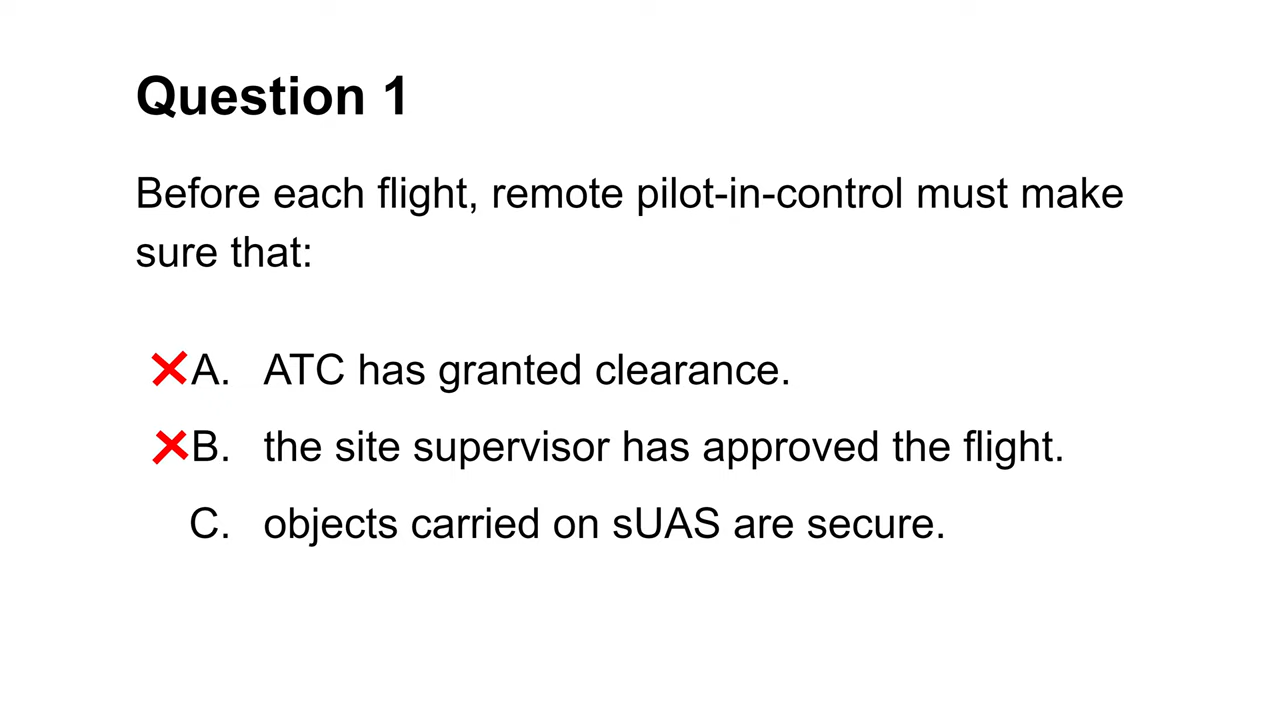 Question 1
Before each flight, remote pilot-in-control must make
sure that:
A. ATC has granted clearance.
B. the site supervisor has approved the flight.
C. objects carried on sUAS are secure.